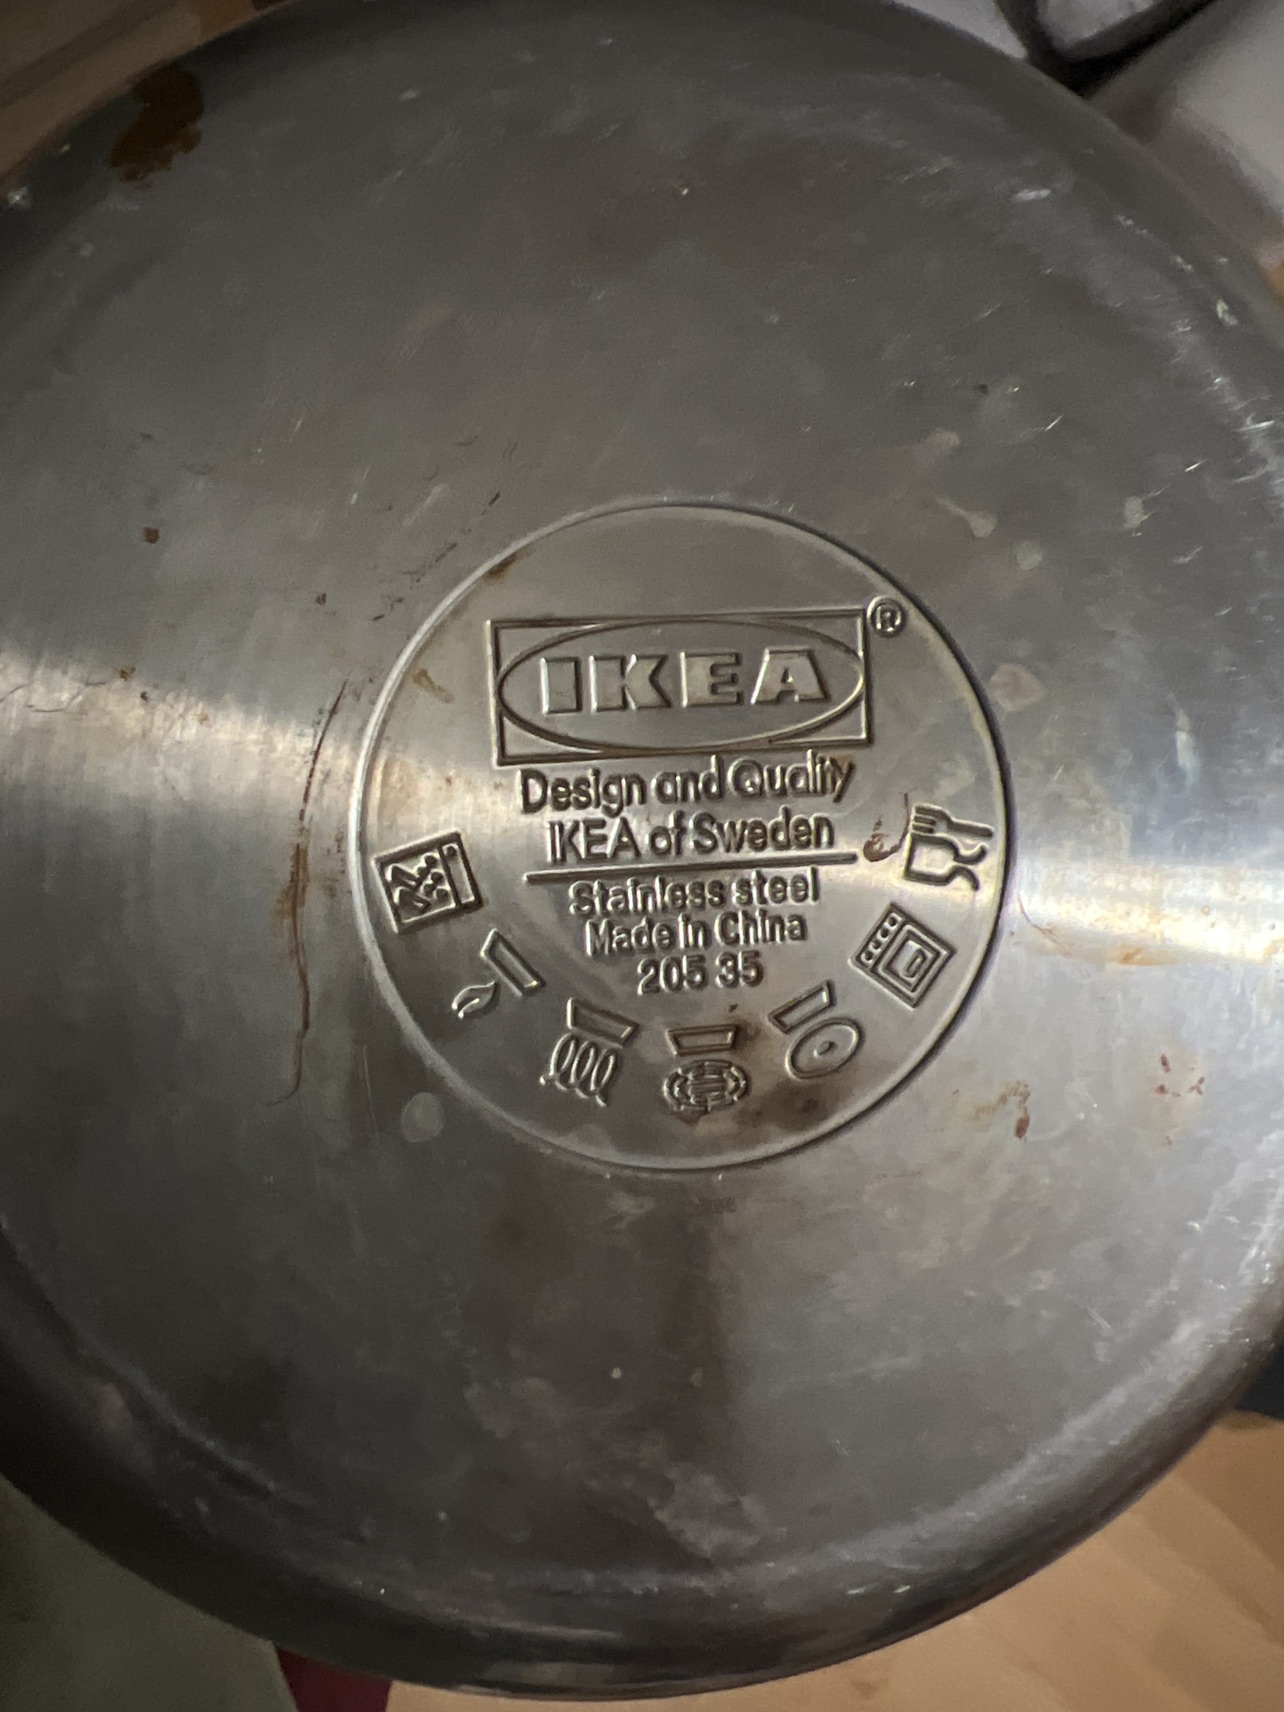 IKEA®
Design and Quality
IKEA of Sweden
Stainless steel
Made in China
205 35